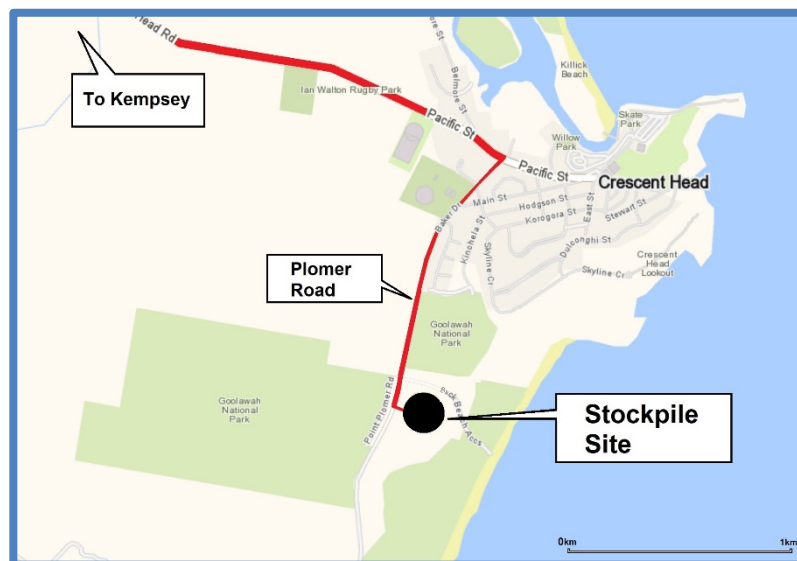 Head Rd
To Kempsey
Ian Walton Rugby Park
Belmore St
Pacific St
Killick
Beach
Skate
Park
Willow
Park
Pacific St
Crescent Head
Main St
Hodgson St
Korogora St
East St
Stewart St
Baker Dr
Kinchela St
Skyline Cr
Dulconghi St
Skyline Cr
Crescent
Head
Lookout
Plomer
Road
Goolawah
National
Park
Goolawah
National
Park
Point Plomer Rd
Beach Accs
Stockpile
Site
0km
1km